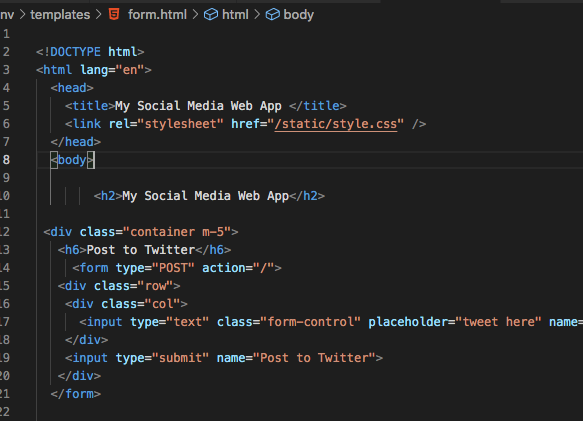 nv > templates > form.html > html > body
1
2 <!DOCTYPE html>
3 <html lang="en">
4 <head>
5 <title>My Social Media Web App </title>
6 <link rel="stylesheet" href="/static/style.css" />
7 </head>
8 <body>
9
10 <h2>My Social Media Web App</h2>
11
12 <div class="container m-5">
13 <h6>Post to Twitter</h6>
14 <form type="POST" action="/">
15 <div class="row">
16 <div class="col">
17 <input type="text" class="form-control" placeholder="tweet here" name=
18 </div>
19 <input type="submit" name="Post to Twitter">
20 </div>
21 </form>
22